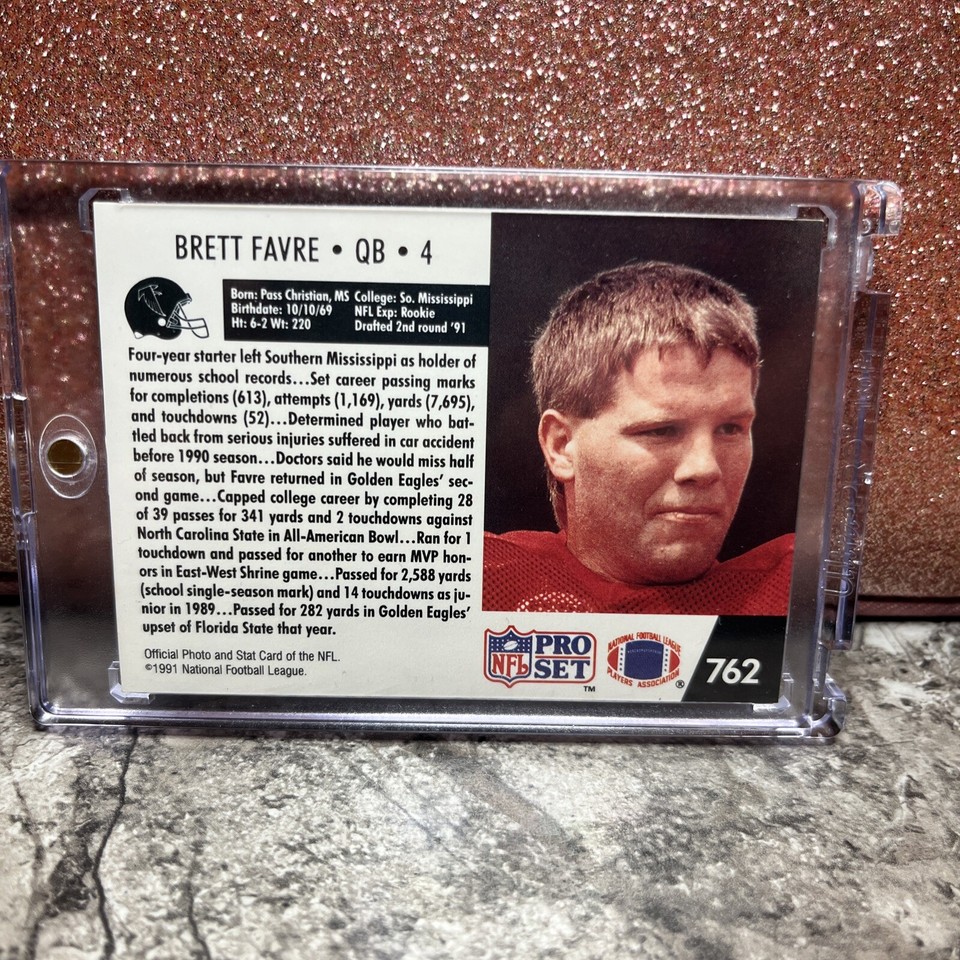 BRETT FAVRE • QB • 4
Born: Pass Christian, MS College: So. Mississippi
Birthdate: 10/10/69 NFL Exp: Rookie
Ht: 6-2 Wt: 220 Drafted 2nd round '91
Four-year starter left Southern Mississippi as holder of
numerous school records...Set career passing marks
for completions (613), attempts (1,169), yards (7,695),
and touchdowns (52)...Determined player who bat-
tled back from serious injuries suffered in car accident
before 1990 season...Doctors said he would miss half
of season, but Favre returned in Golden Eagles' sec-
ond game...Capped college career by completing 28
of 39 passes for 341 yards and 2 touchdowns against
North Carolina State in All-American Bowl...Ran for 1
touchdown and passed for another to earn MVP hon-
ors in East-West Shrine game...Passed for 2,588 yards
(school single-season mark) and 14 touchdowns as ju-
nior in 1989...Passed for 282 yards in Golden Eagles'
upset of Florida State that year.
Official Photo and Stat Card of the NFL.
©1991 National Football League.
NFL PRO SET ™
NATIONAL FOOTBALL LEAGUE
PLAYERS ASSOCIATION ®
762